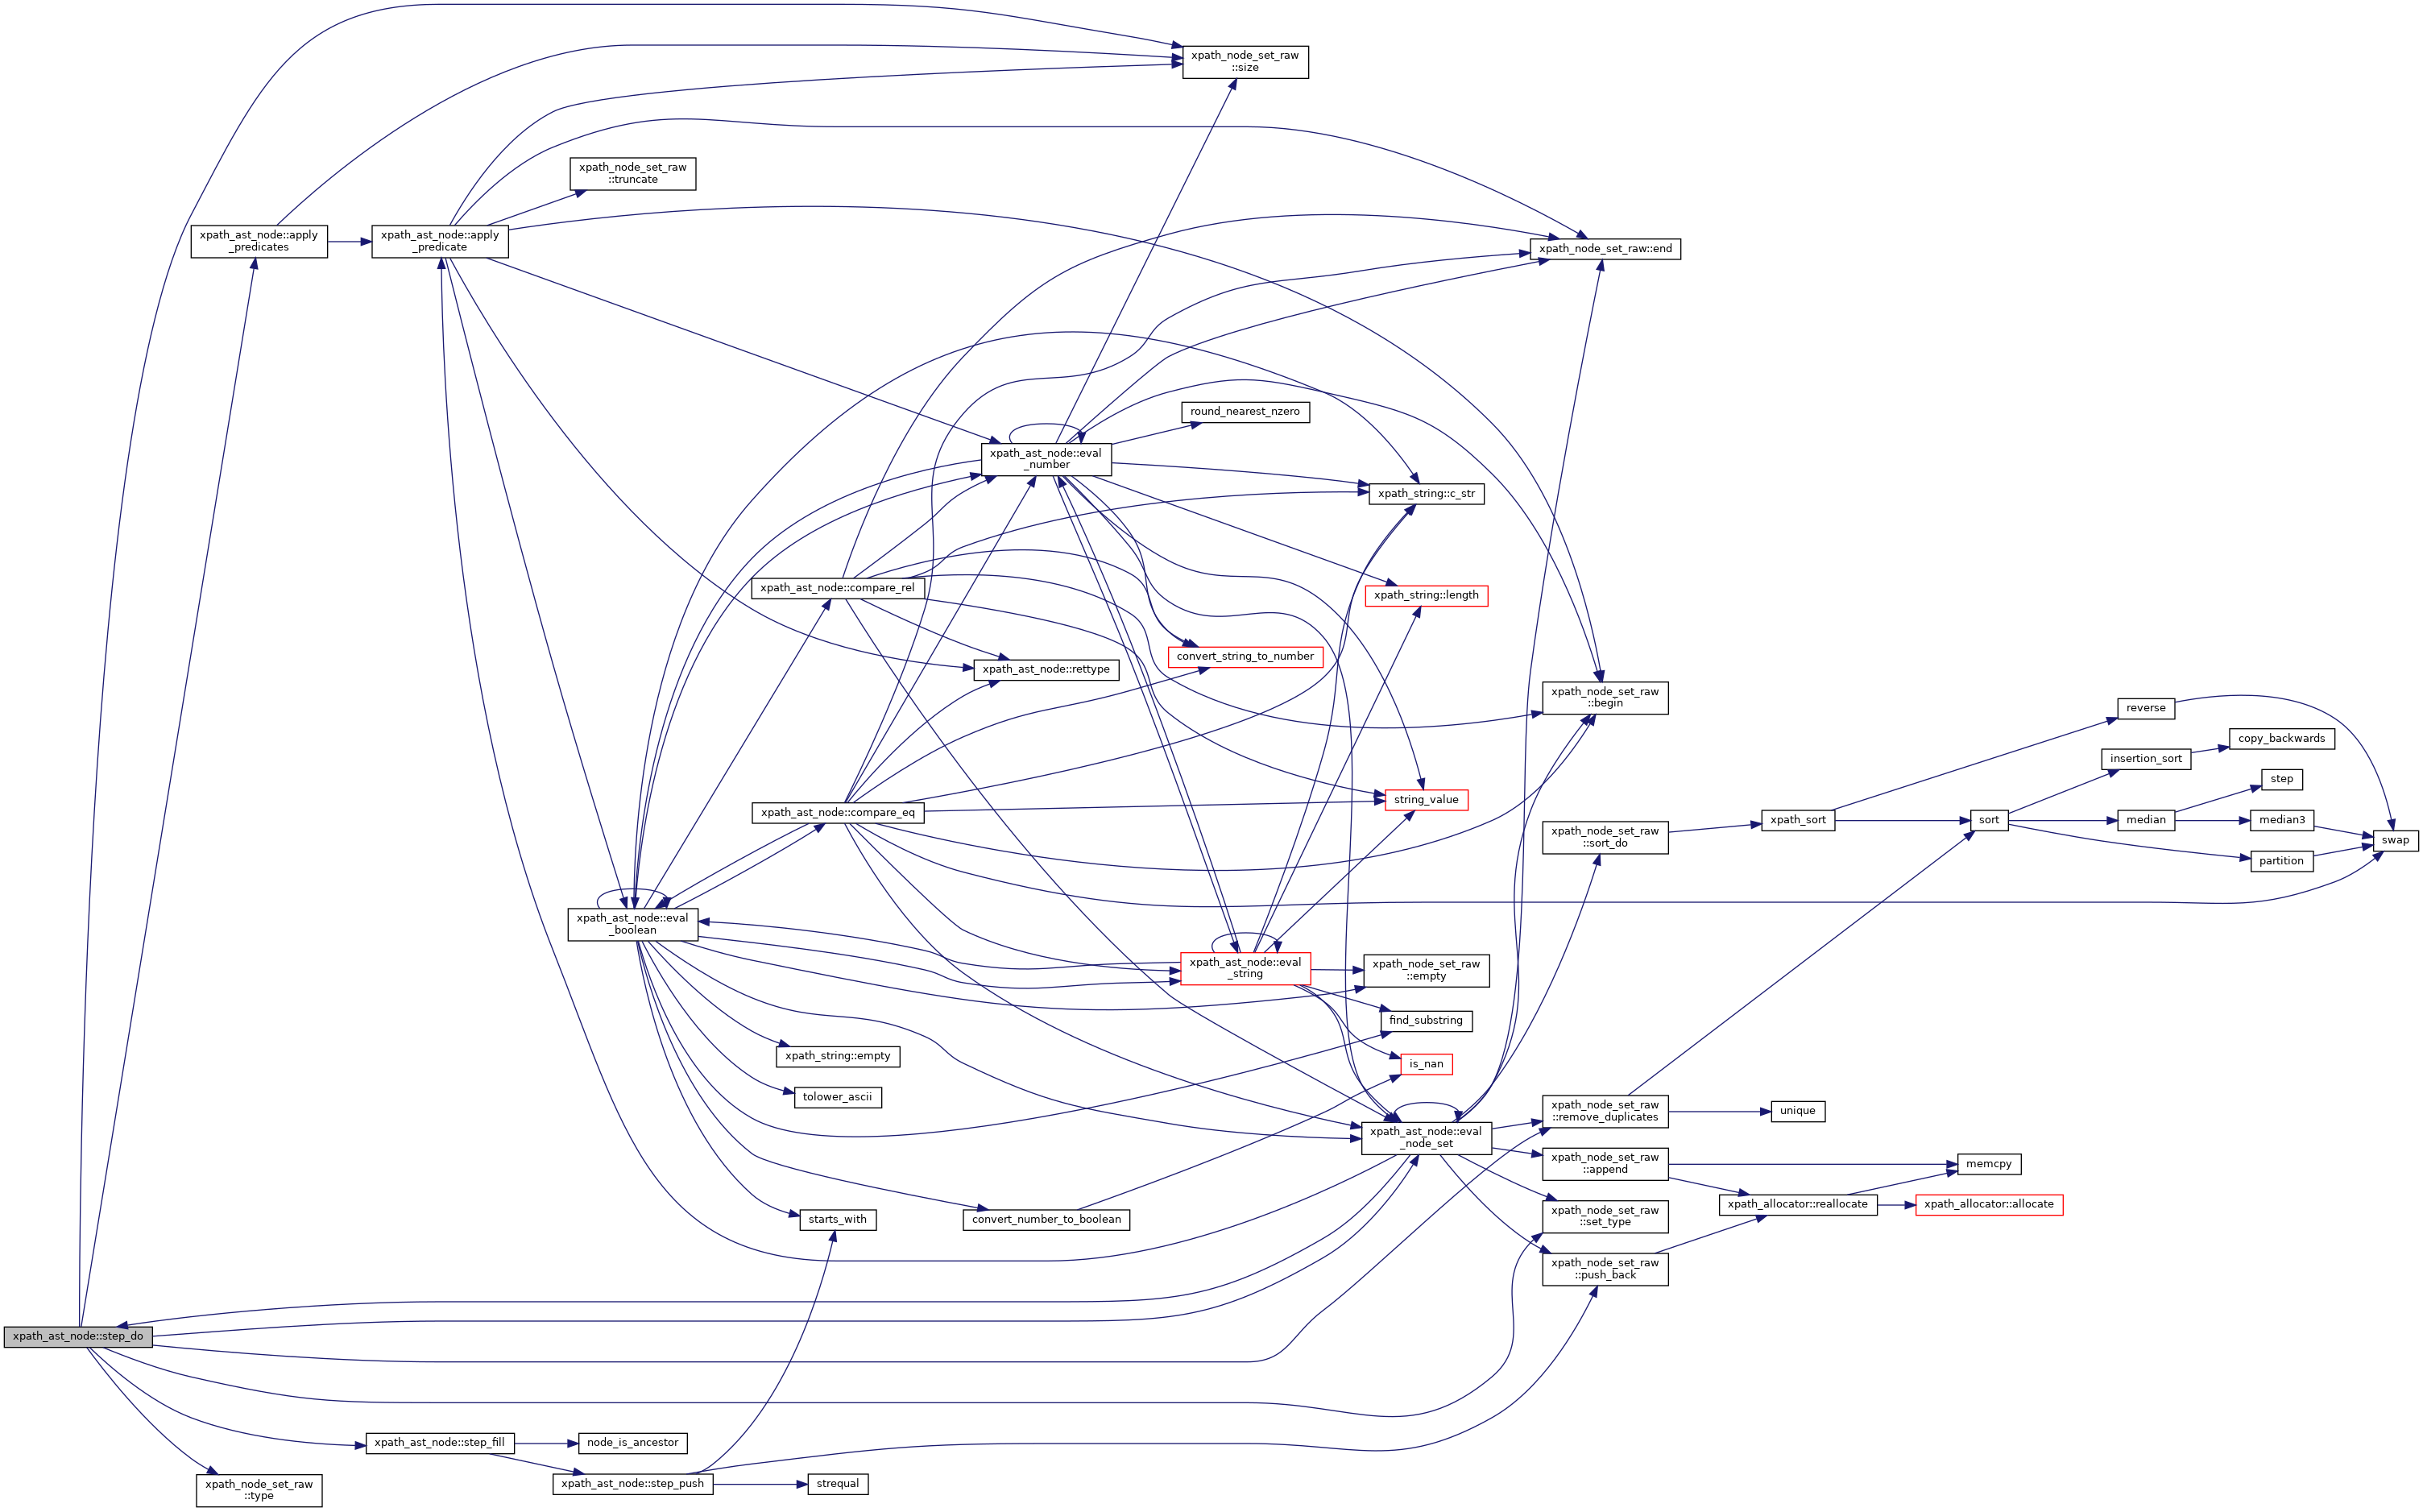 xpath_node_set_raw
::size
xpath_node_set_raw
::truncate
xpath_ast_node::apply
_predicates
xpath_ast_node::apply
_predicate
xpath_node_set_raw::end
round_nearest_nzero
xpath_ast_node::eval
_number
xpath_string::c_str
xpath_ast_node::compare_rel
xpath_string::length
convert_string_to_number
xpath_ast_node::rettype
xpath_node_set_raw
::begin
reverse
copy_backwards
insertion_sort
step
string_value
xpath_ast_node::compare_eq
xpath_node_set_raw
::sort_do
xpath_sort
sort
median
median3
swap
partition
xpath_ast_node::eval
_boolean
xpath_ast_node::eval
_string
xpath_node_set_raw
::empty
find_substring
xpath_string::empty
is_nan
tolower_ascii
xpath_node_set_raw
::remove_duplicates
unique
xpath_ast_node::eval
_node_set
xpath_node_set_raw
::append
memcpy
xpath_allocator::reallocate
xpath_allocator::allocate
starts_with
convert_number_to_boolean
xpath_node_set_raw
::set_type
xpath_node_set_raw
::push_back
xpath_ast_node::step_do
xpath_ast_node::step_fill
node_is_ancestor
xpath_node_set_raw
::type
xpath_ast_node::step_push
strequal